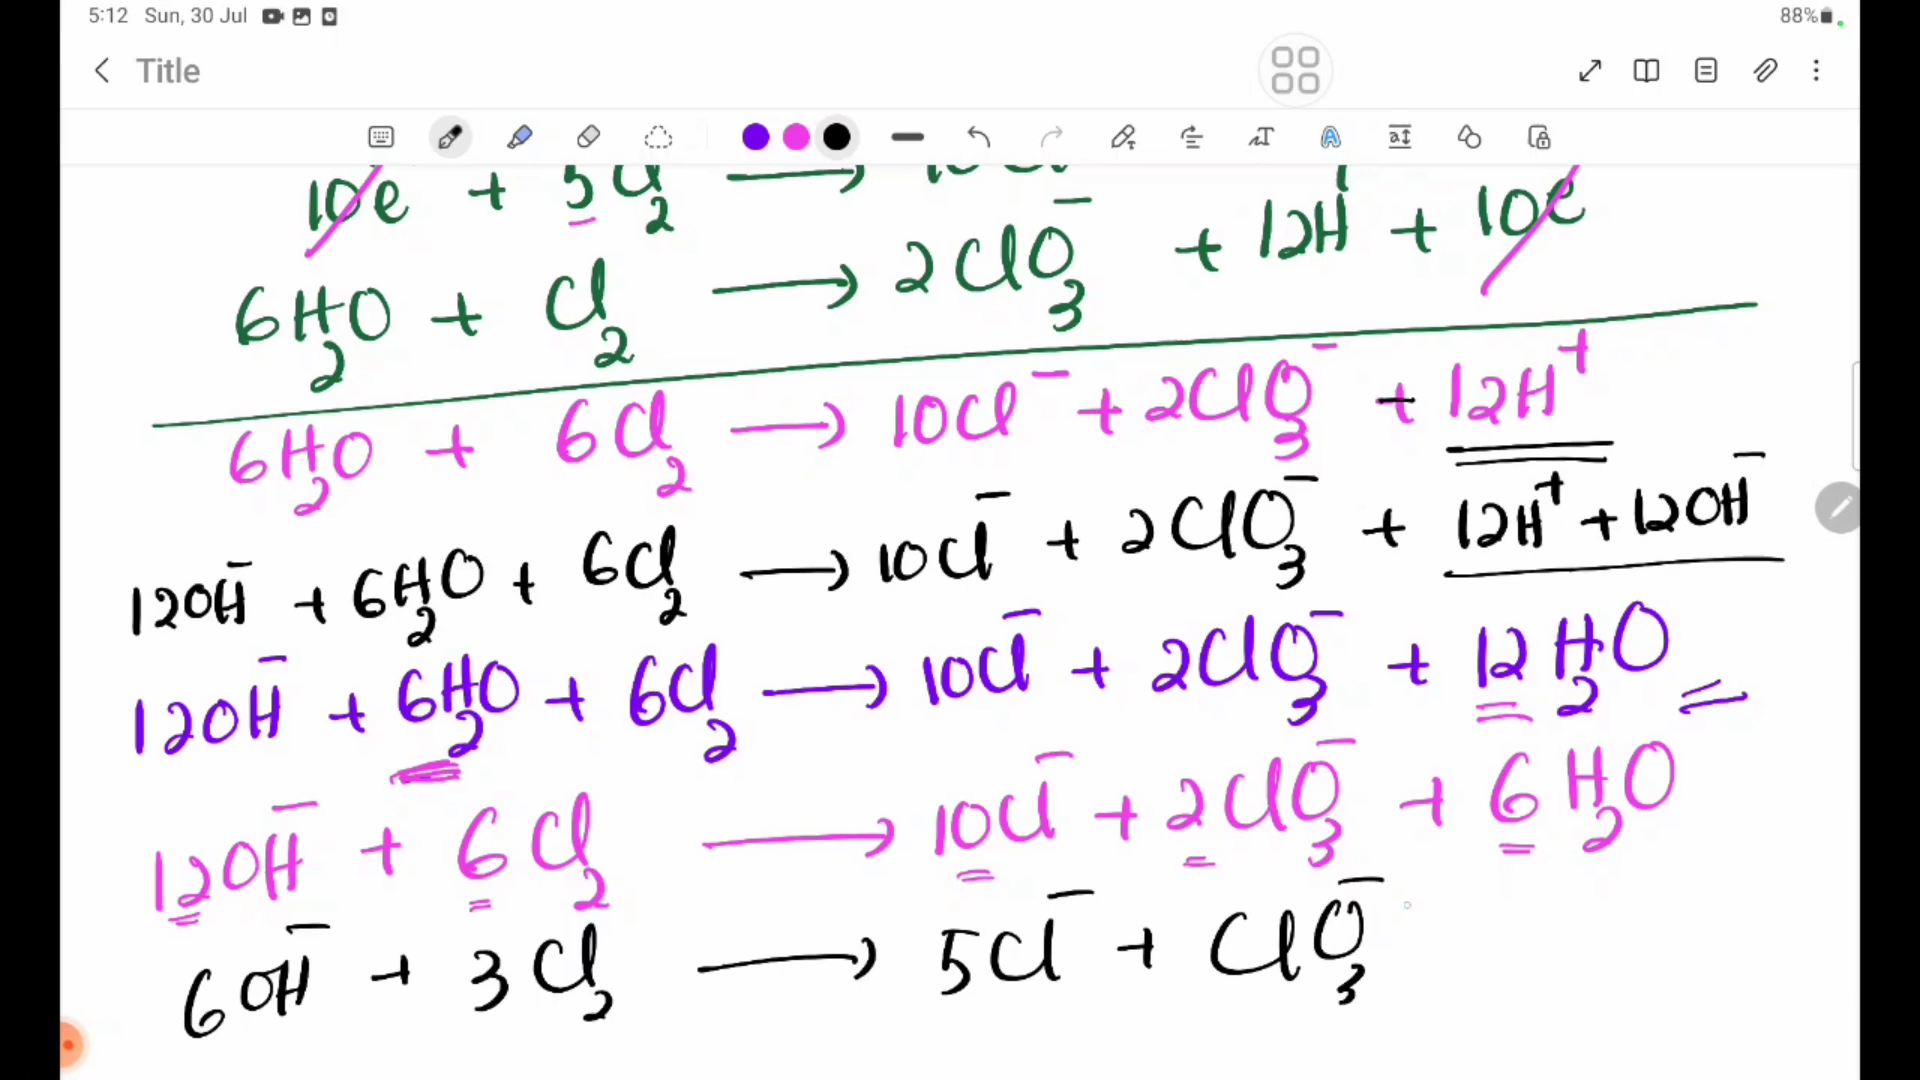 5:12 Sun, 30 Jul 88%
Title
10e + 5Cl2 ⟶
6H2O + Cl2 ⟶ 2ClO3⁻ + 12H + 10e
6H2O + 6Cl2 ⟶ 10Cl⁻ + 2ClO3⁻ + 12H⁺
12OH⁻ + 6H2O + 6Cl2 ⟶ 10Cl⁻ + 2ClO3⁻ + 12H⁺ + 12OH⁻
12OH⁻ + 6H2O + 6Cl2 ⟶ 10Cl⁻ + 2ClO3⁻ + 12H2O
12OH⁻ + 6Cl2 ⟶ 10Cl⁻ + 2ClO3⁻ + 6H2O
6OH⁻ + 3Cl2 ⟶ 5Cl⁻ + ClO3⁻